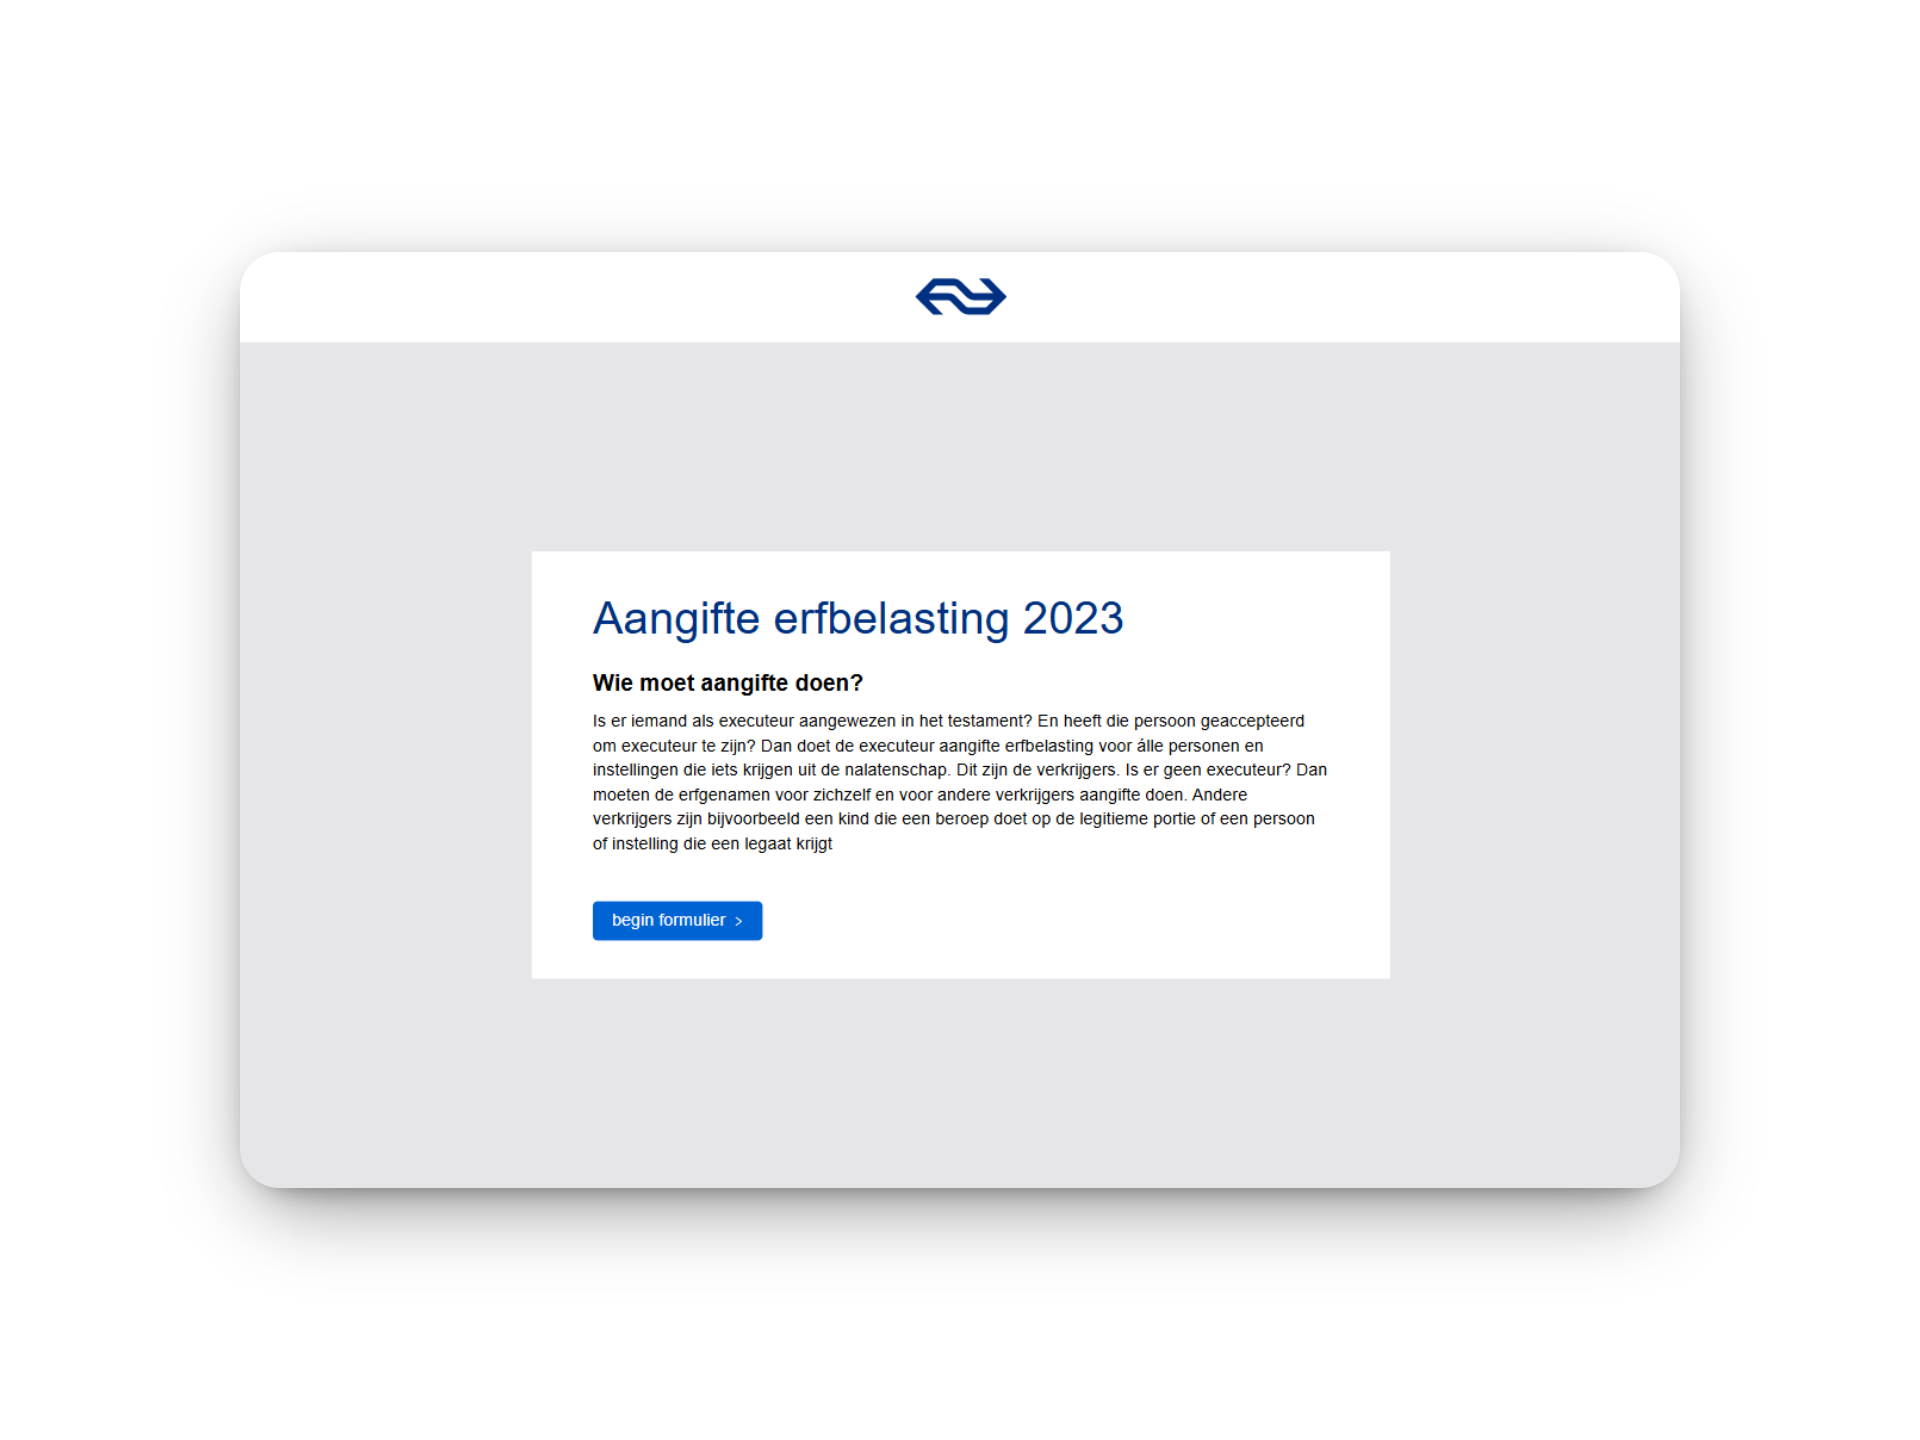 Aangifte erfbelasting 2023
Wie moet aangifte doen?
Is er iemand als executeur aangewezen in het testament? En heeft die persoon geaccepteerd
om executeur te zijn? Dan doet de executeur aangifte erfbelasting voor álle personen en
instellingen die iets krijgen uit de nalatenschap. Dit zijn de verkrijgers. Is er geen executeur? Dan
moeten de erfgenamen voor zichzelf en voor andere verkrijgers aangifte doen. Andere
verkrijgers zijn bijvoorbeeld een kind die een beroep doet op de legitieme portie of een persoon
of instelling die een legaat krijgt
begin formulier >